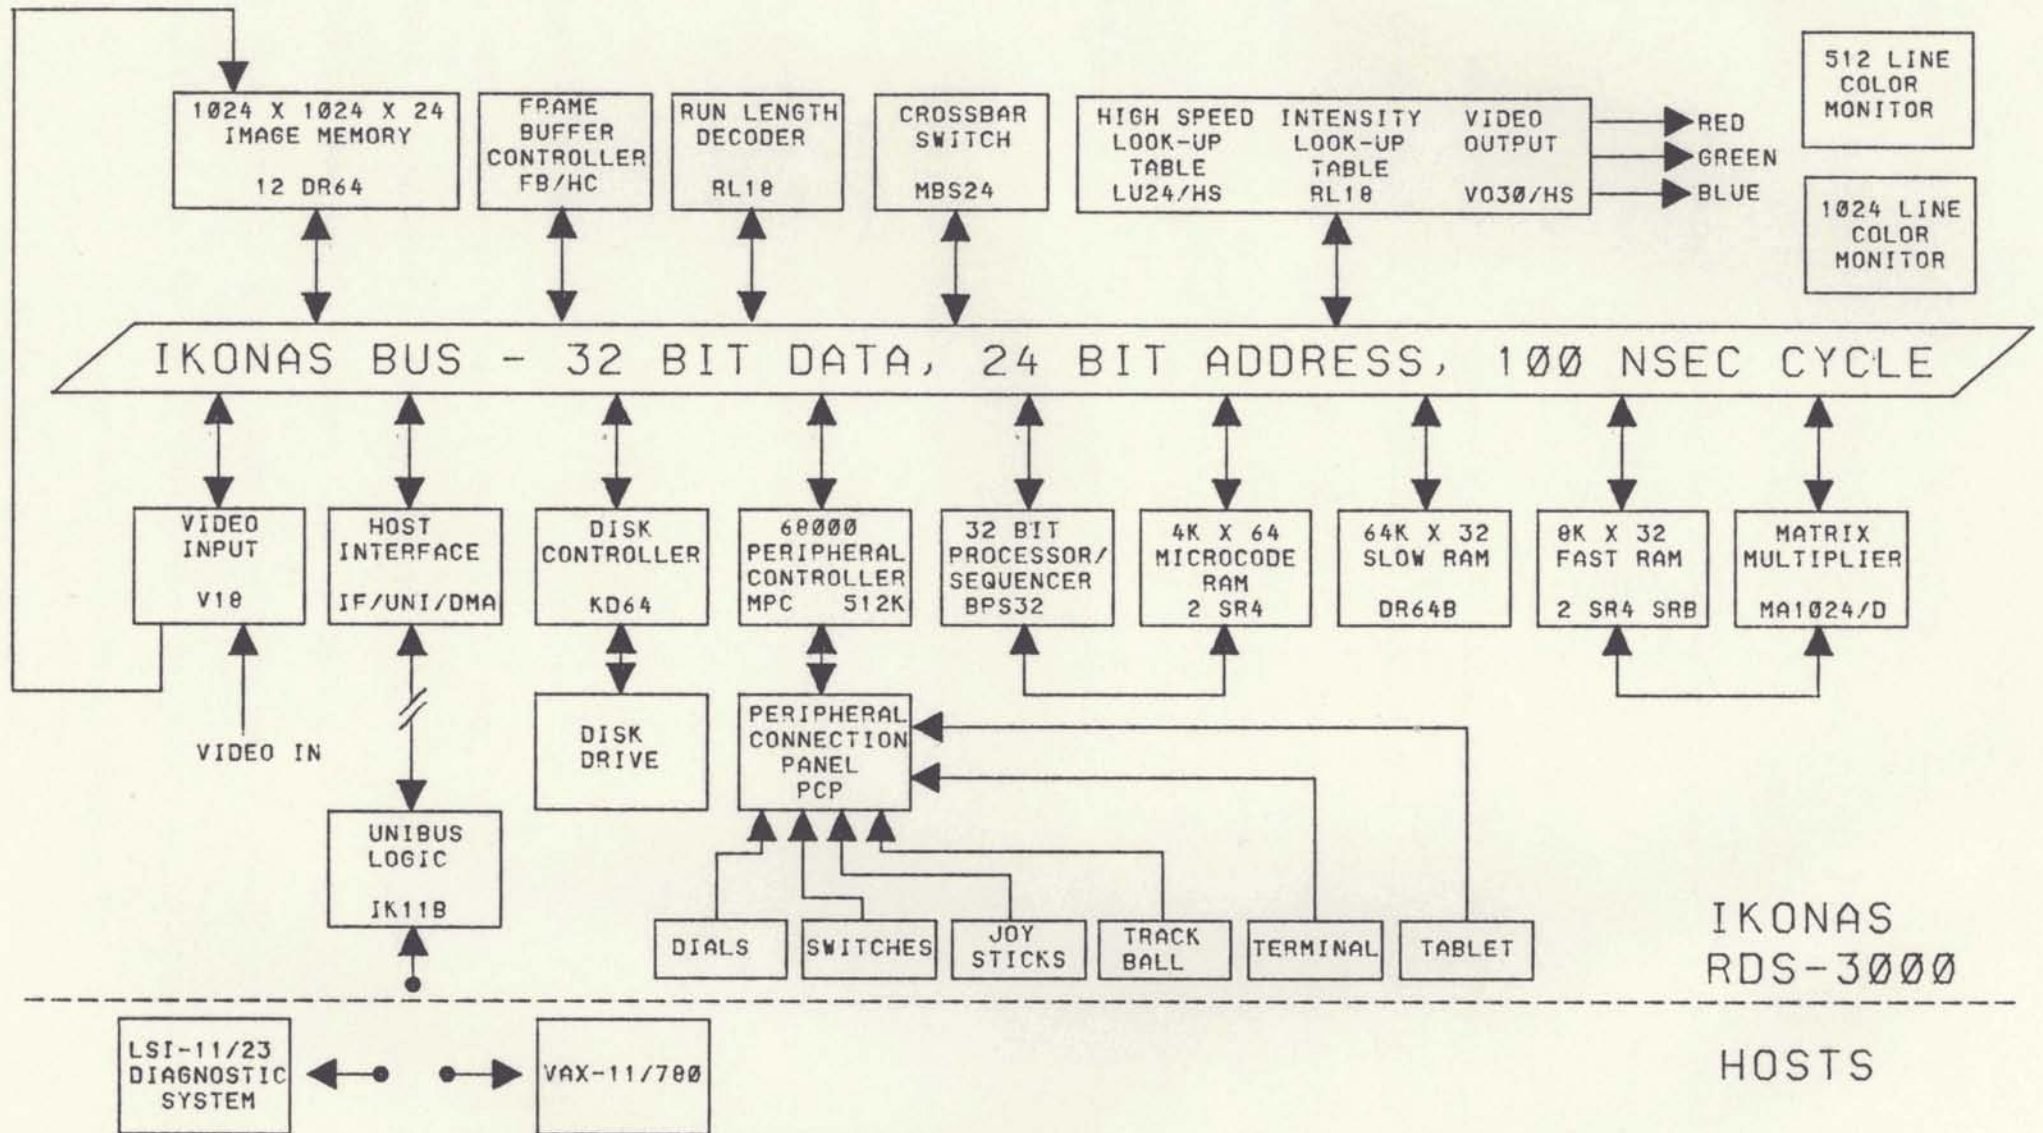 1024 X 1024 X 24
IMAGE MEMORY
12 DR64
FRAME
BUFFER
CONTROLLER
FB/HC
RUN LENGTH
DECODER
RL18
CROSSBAR
SWITCH
MBS24
HIGH SPEED
LOOK-UP
TABLE
LU24/HS
INTENSITY
LOOK-UP
TABLE
RL18
VIDEO
OUTPUT
VO3Ø/HS
RED
GREEN
BLUE
512 LINE
COLOR
MONITOR
1024 LINE
COLOR
MONITOR
IKONAS BUS - 32 BIT DATA, 24 BIT ADDRESS, 1ØØ NSEC CYCLE
VIDEO
INPUT
V18
HOST
INTERFACE
IF/UNI/DMA
DISK
CONTROLLER
KD64
68000
PERIPHERAL
CONTROLLER
MPC 512K
32 BIT
PROCESSOR/
SEQUENCER
BPS32
4K X 64
MICROCODE
RAM
2 SR4
64K X 32
SLOW RAM
DR64B
8K X 32
FAST RAM
2 SR4 SRB
MATRIX
MULTIPLIER
MA1024/D
VIDEO IN
DISK
DRIVE
PERIPHERAL
CONNECTION
PANEL
PCP
UNIBUS
LOGIC
IK11B
DIALS
SWITCHES
JOY
STICKS
TRACK
BALL
TERMINAL
TABLET
IKONAS
RDS-3ØØØ
LSI-11/23
DIAGNOSTIC
SYSTEM
VAX-11/78Ø
HOSTS